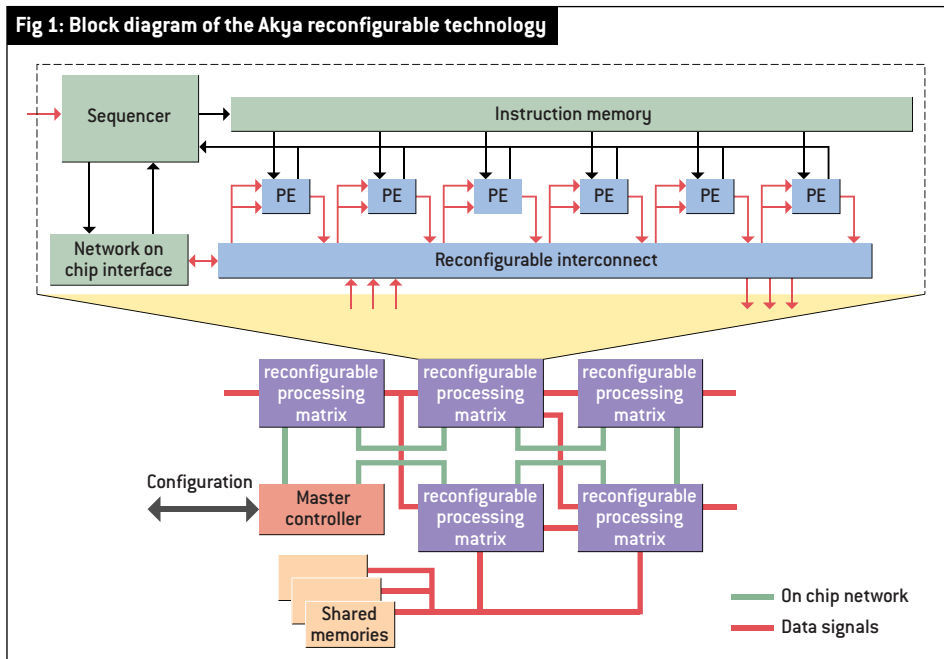 Fig 1: Block diagram of the Akya reconfigurable technology
Sequencer
Instruction memory
PE
PE
PE
PE
PE
PE
Network on
chip interface
Reconfigurable interconnect
reconfigurable
processing
matrix
reconfigurable
processing
matrix
reconfigurable
processing
matrix
Configuration
Master
controller
reconfigurable
processing
matrix
reconfigurable
processing
matrix
Shared
memories
On chip network
Data signals